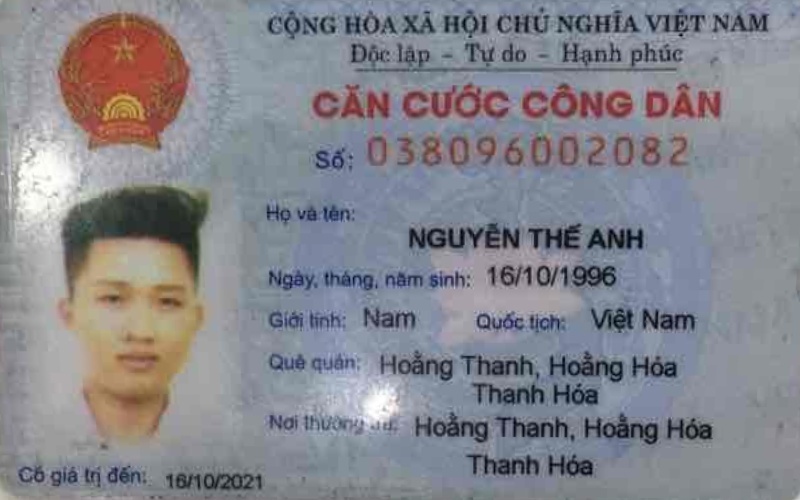 CỘNG HÒA XÃ HỘI CHỦ NGHĨA VIỆT NAM
Độc lập - Tự do - Hạnh phúc
CĂN CƯỚC CÔNG DÂN
Số: 038096002082
Họ và tên:
NGUYỄN THẾ ANH
Ngày, tháng, năm sinh: 16/10/1996
Giới tính: Nam Quốc tịch: Việt Nam
Quê quán: Hoằng Thanh, Hoằng Hóa
Thanh Hóa
Nơi thường trú: Hoằng Thanh, Hoằng Hóa
Thanh Hóa
Có giá trị đến: 16/10/2021